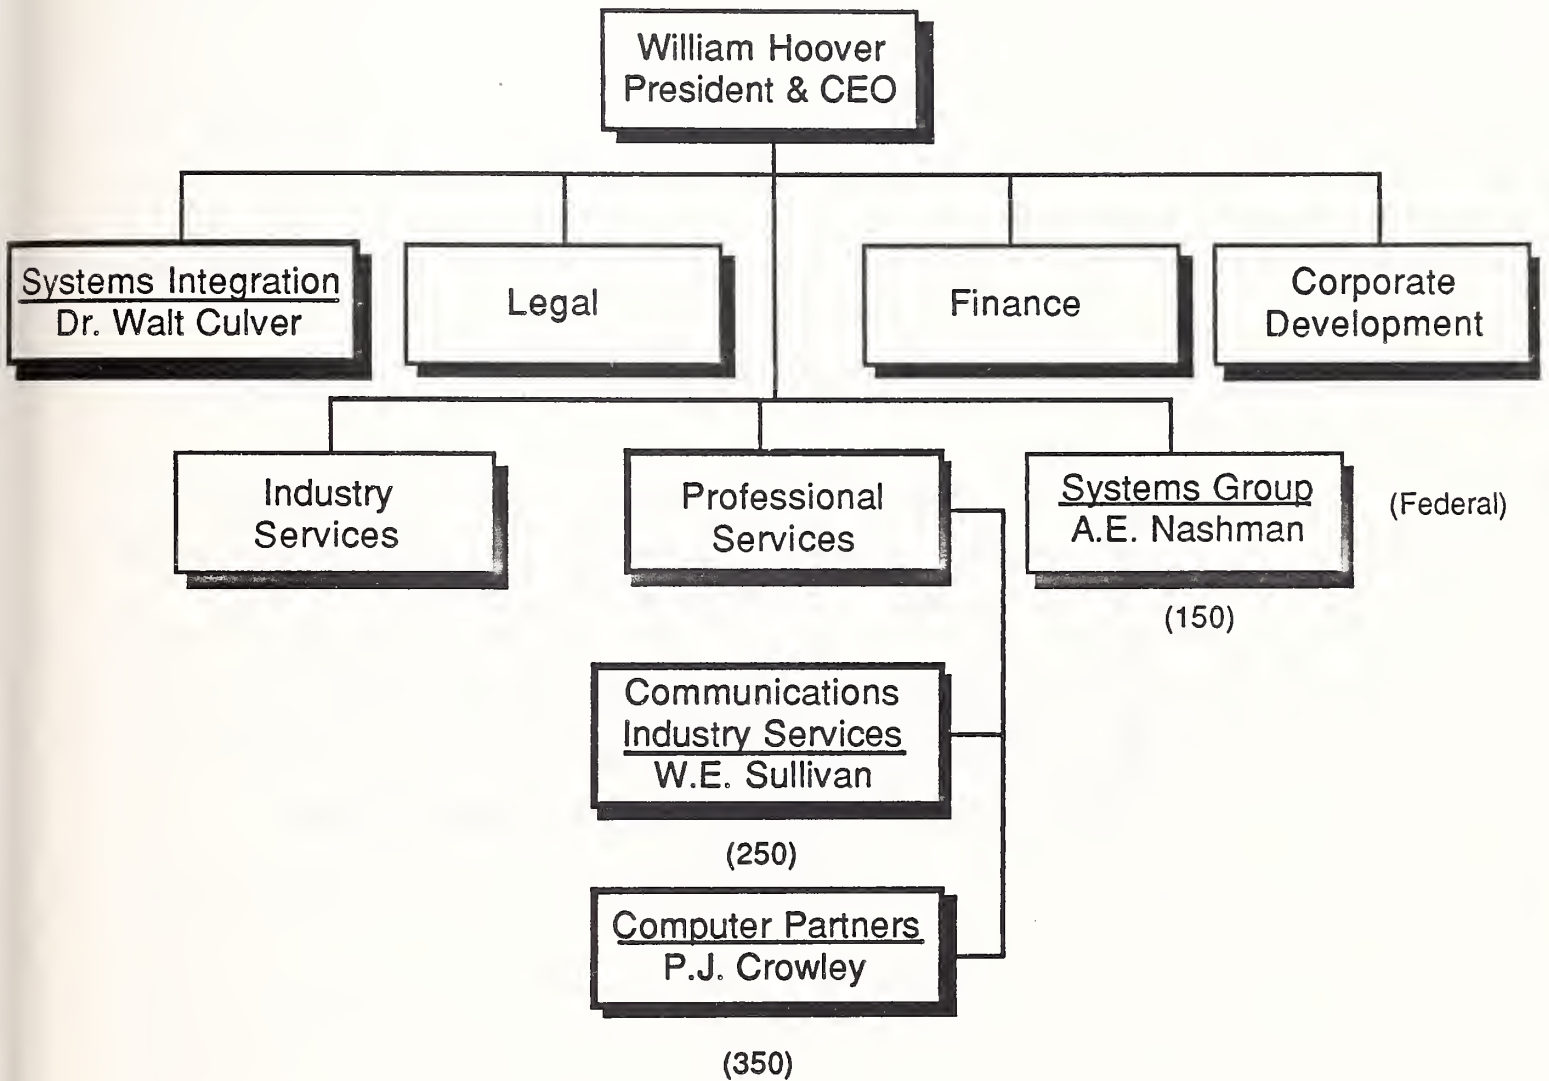 William Hoover
President & CEO
Systems Integration
Dr. Walt Culver
Legal
Finance
Corporate
Development
Industry
Services
Professional
Services
Systems Group
A.E. Nashman
(Federal)
(150)
Communications
Industry Services
W.E. Sullivan
(250)
Computer Partners
P.J. Crowley
(350)